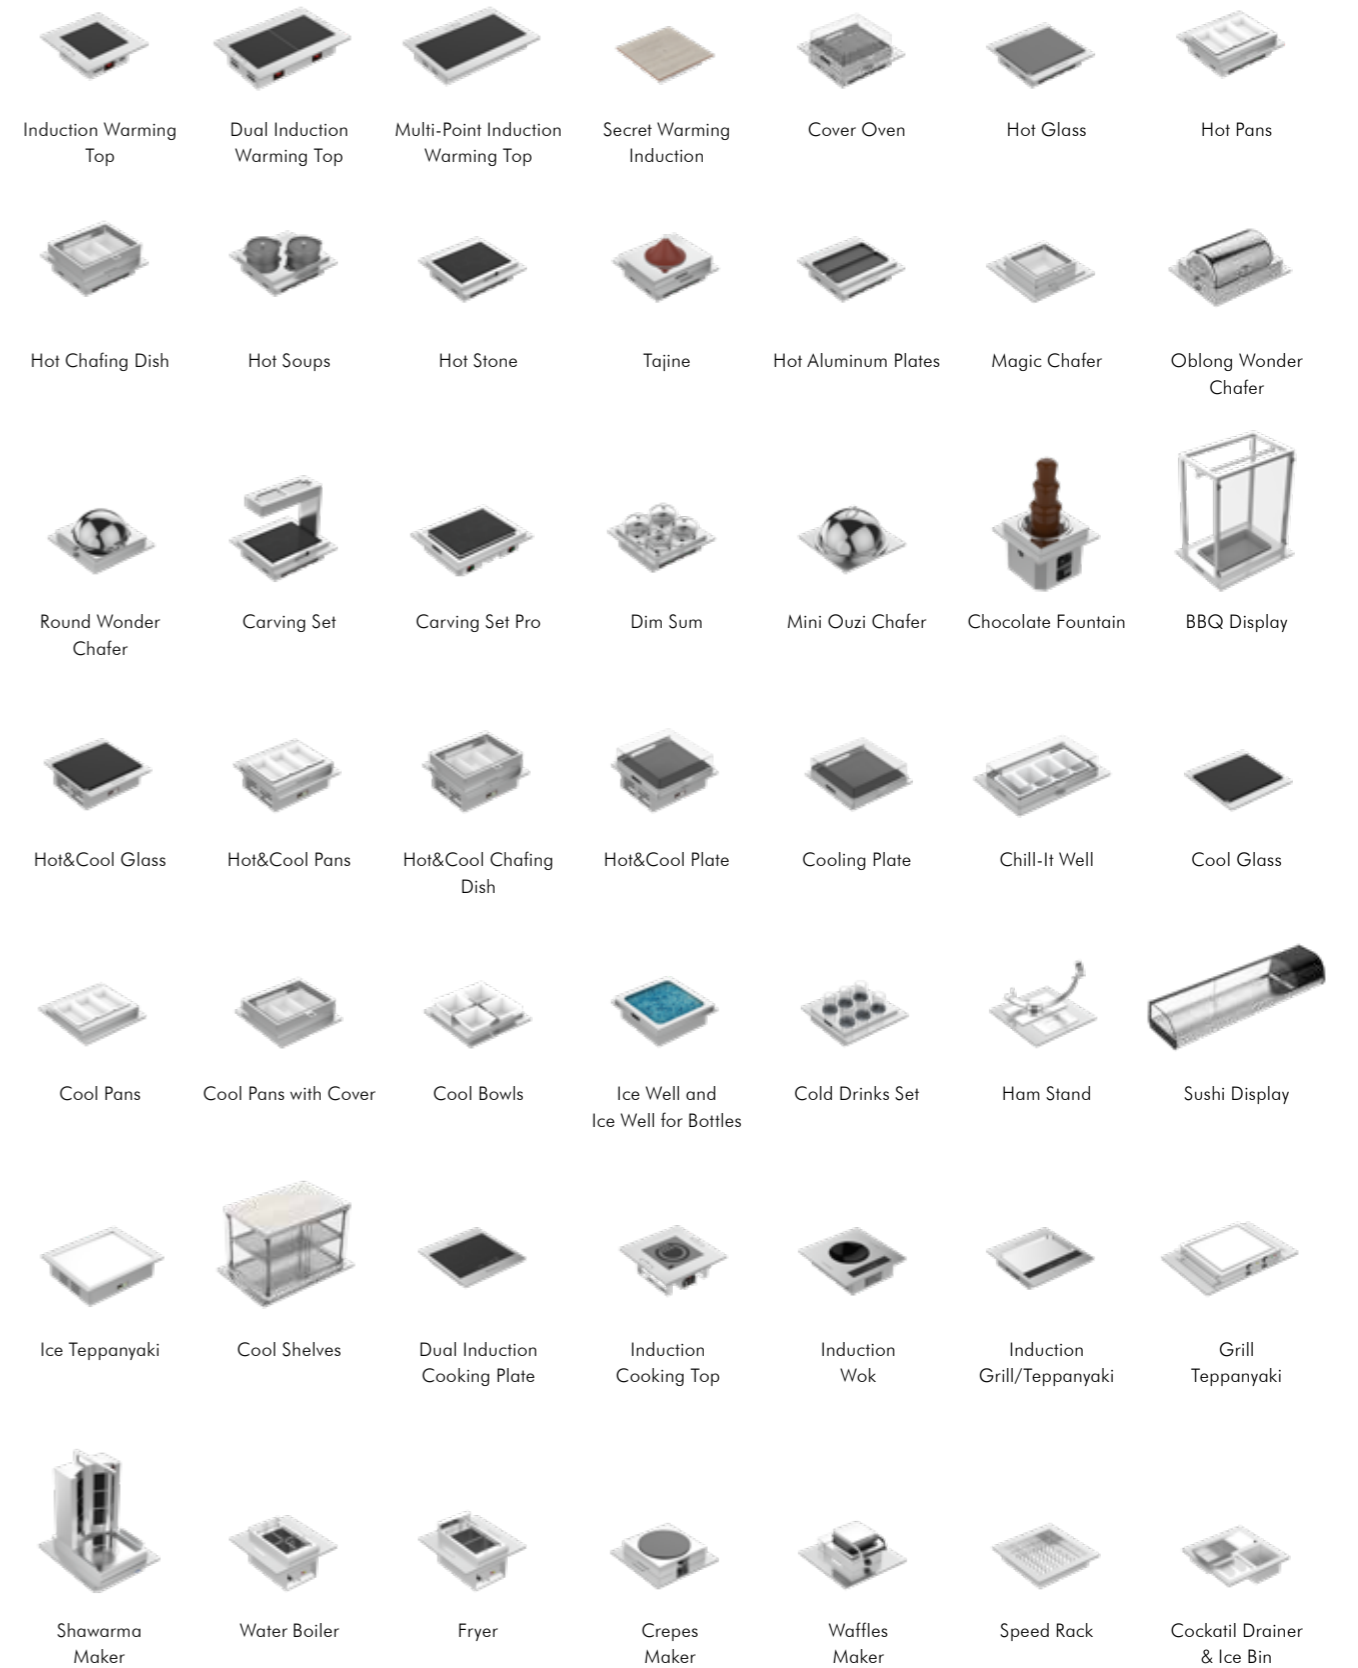 Induction Warming
Top
Dual Induction
Warming Top
Multi-Point Induction
Warming Top
Secret Warming
Induction
Cover Oven
Hot Glass
Hot Pans
Hot Chafing Dish
Hot Soups
Hot Stone
Tajine
Hot Aluminum Plates
Magic Chafer
Oblong Wonder
Chafer
Round Wonder
Chafer
Carving Set
Carving Set Pro
Dim Sum
Mini Ouzi Chafer
Chocolate Fountain
BBQ Display
Hot&Cool Glass
Hot&Cool Pans
Hot&Cool Chafing
Dish
Hot&Cool Plate
Cooling Plate
Chill-It Well
Cool Glass
Cool Pans
Cool Pans with Cover
Cool Bowls
Ice Well and
Ice Well for Bottles
Cold Drinks Set
Ham Stand
Sushi Display
Ice Teppanyaki
Cool Shelves
Dual Induction
Cooking Plate
Induction
Cooking Top
Induction
Wok
Induction
Grill/Teppanyaki
Grill
Teppanyaki
Shawarma
Maker
Water Boiler
Fryer
Crepes
Maker
Waffles
Maker
Speed Rack
Cockatil Drainer
& Ice Bin